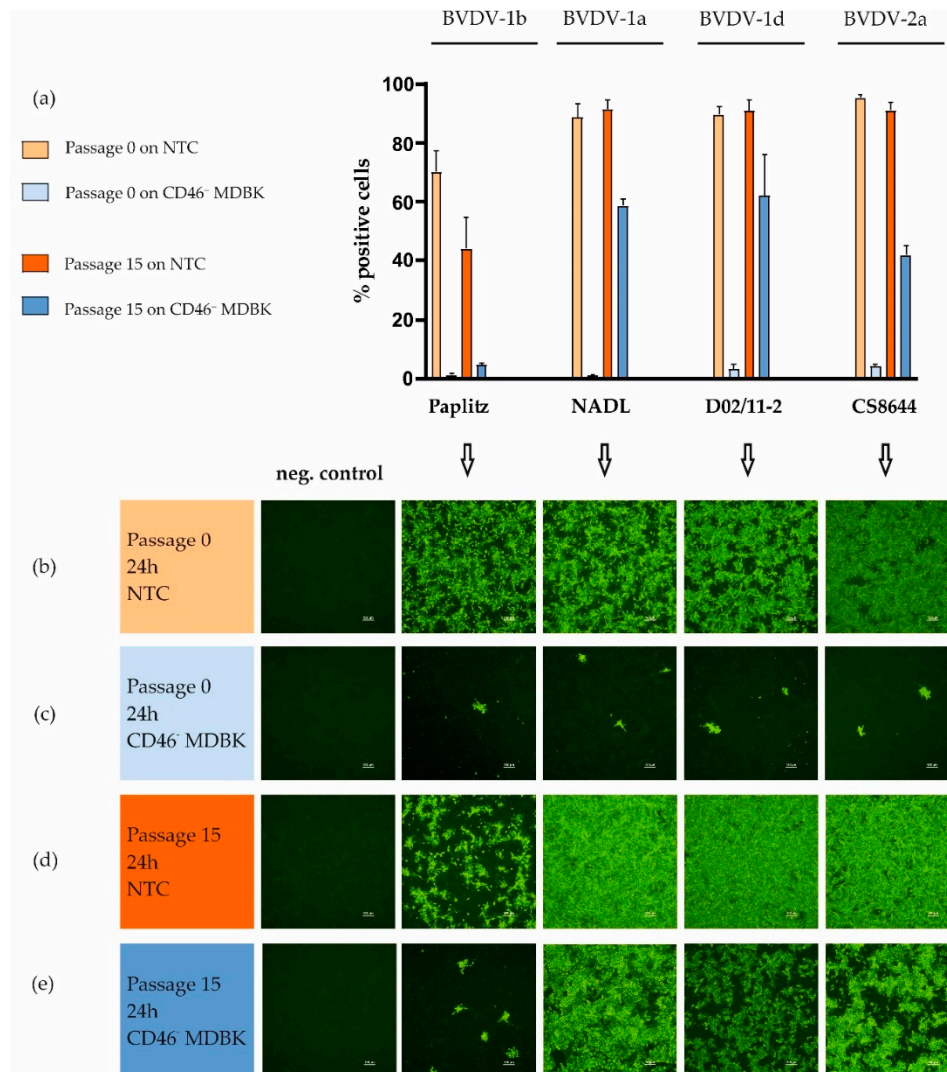 BVDV-1b BVDV-1a BVDV-1d BVDV-2a
(a)
Passage 0 on NTC
Passage 0 on CD46⁻ MDBK
Passage 15 on NTC
Passage 15 on CD46⁻ MDBK
% positive cells
100
80
60
40
20
0
Paplitz NADL D02/11-2 CS8644
neg. control
(b)
Passage 0
24h
NTC
(c)
Passage 0
24h
CD46⁻ MDBK
(d)
Passage 15
24h
NTC
(e)
Passage 15
24h
CD46⁻ MDBK